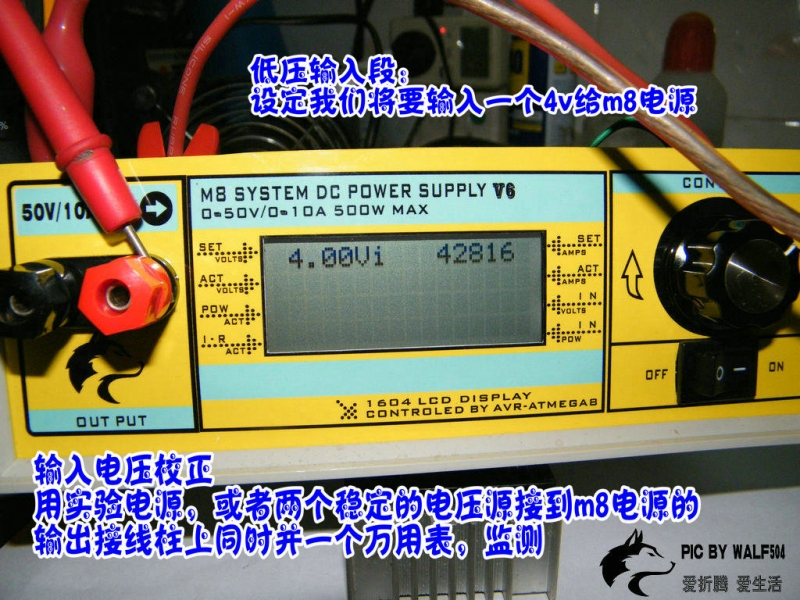 低压输入段：
设定我们将要输入一个4v给m8电源
50V/10
M8 SYSTEM DC POWER SUPPLY V6
0-50V/0-10A 500W MAX
SET VOLTS
ACT VOLTS
POW ACT
I-R ACT
4.00Vi 42816
SET AMPS
ACT AMPS
IN VOLTS
IN POW
OFF ON
OUT PUT
1604 LCD DISPLAY
CONTROLED BY AVR-ATMEGA8
输入电压校正
用实验电源，或者两个稳定的电压源接到m8电源的
输出接线柱上同时并一个万用表，监测
PIC BY WALF504
爱折腾 爱生活